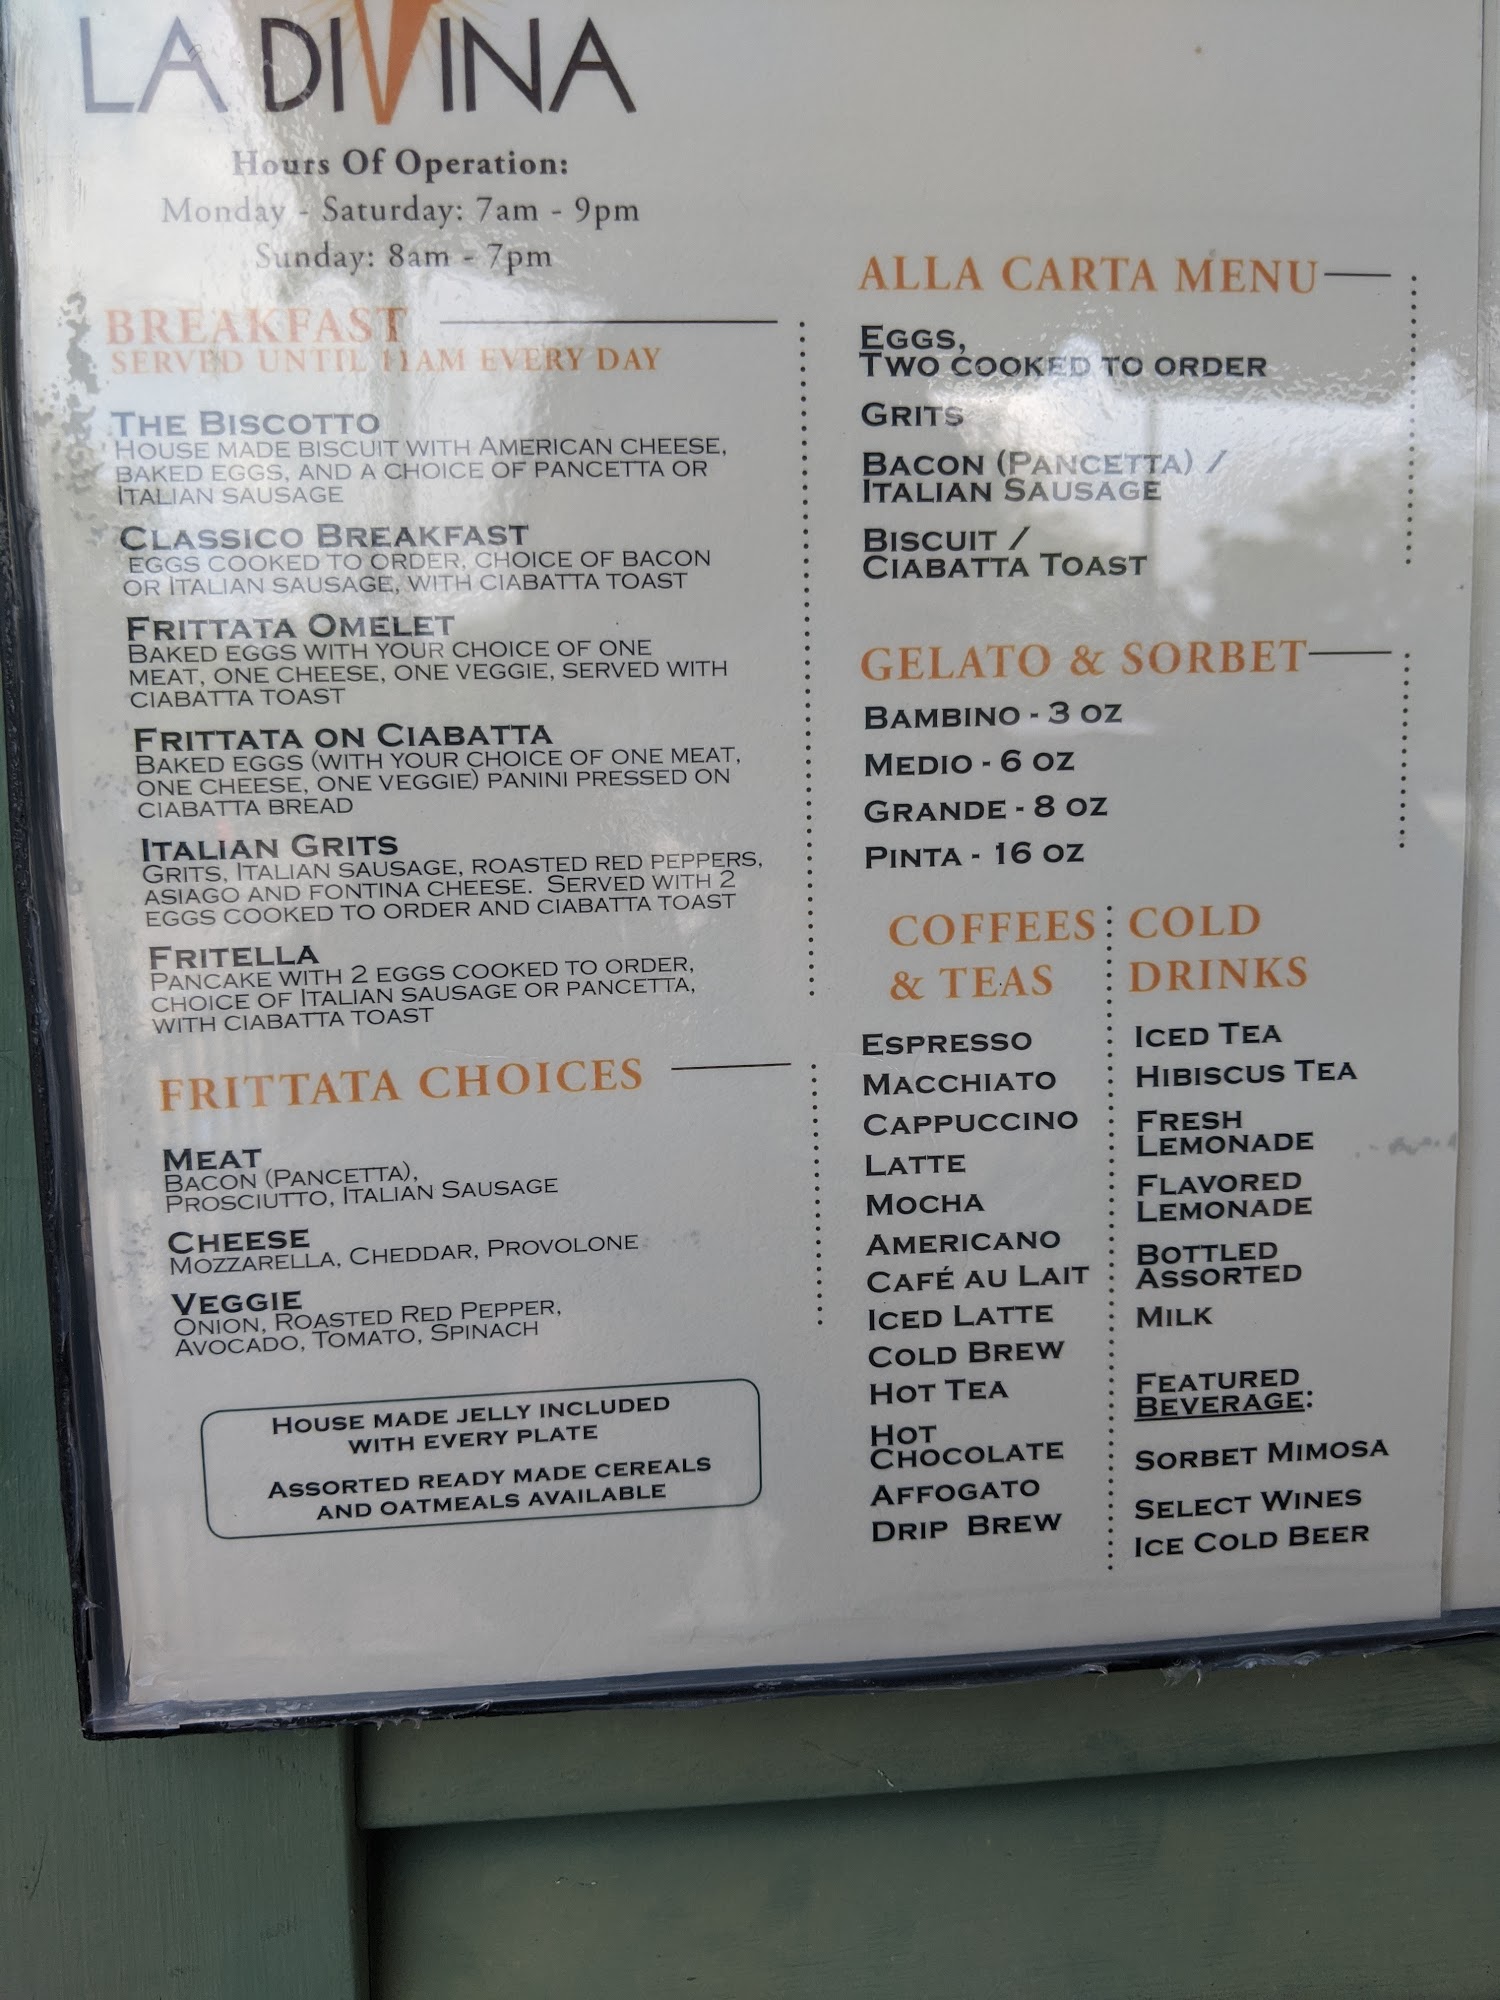 LA DIVINA
Hours Of Operation:
Monday - Saturday: 7am - 9pm
Sunday: 8am - 7pm
BREAKFAST
SERVED UNTIL 11AM EVERY DAY
THE BISCOTTO
HOUSE MADE BISCUIT WITH AMERICAN CHEESE,
BAKED EGGS, AND A CHOICE OF PANCETTA OR
ITALIAN SAUSAGE
CLASSICO BREAKFAST
EGGS COOKED TO ORDER, CHOICE OF BACON
OR ITALIAN SAUSAGE, WITH CIABATTA TOAST
FRITTATA OMELET
BAKED EGGS WITH YOUR CHOICE OF ONE
MEAT, ONE CHEESE, ONE VEGGIE, SERVED WITH
CIABATTA TOAST
FRITTATA ON CIABATTA
BAKED EGGS (WITH YOUR CHOICE OF ONE MEAT,
ONE CHEESE, ONE VEGGIE) PANINI PRESSED ON
CIABATTA BREAD
ITALIAN GRITS
GRITS, ITALIAN SAUSAGE, ROASTED RED PEPPERS,
ASIAGO AND FONTINA CHEESE. SERVED WITH 2
EGGS COOKED TO ORDER AND CIABATTA TOAST
FRITELLA
PANCAKE WITH 2 EGGS COOKED TO ORDER,
CHOICE OF ITALIAN SAUSAGE OR PANCETTA,
WITH CIABATTA TOAST
FRITTATA CHOICES
MEAT
BACON (PANCETTA),
PROSCIUTTO, ITALIAN SAUSAGE
CHEESE
MOZZARELLA, CHEDDAR, PROVOLONE
VEGGIE
ONION, ROASTED RED PEPPER,
AVOCADO, TOMATO, SPINACH
HOUSE MADE JELLY INCLUDED
WITH EVERY PLATE
ASSORTED READY MADE CEREALS
AND OATMEALS AVAILABLE
ALLA CARTA MENU
EGGS,
TWO COOKED TO ORDER
GRITS
BACON (PANCETTA) /
ITALIAN SAUSAGE
BISCUIT /
CIABATTA TOAST
GELATO & SORBET
BAMBINO - 3 OZ
MEDIO - 6 OZ
GRANDE - 8 OZ
PINTA - 16 OZ
COFFEES
& TEAS
ESPRESSO
MACCHIATO
CAPPUCCINO
LATTE
MOCHA
AMERICANO
CAFÉ AU LAIT
ICED LATTE
COLD BREW
HOT TEA
HOT
CHOCOLATE
AFFOGATO
DRIP BREW
COLD
DRINKS
ICED TEA
HIBISCUS TEA
FRESH
LEMONADE
FLAVORED
LEMONADE
BOTTLED
ASSORTED
MILK
FEATURED
BEVERAGE:
SORBET MIMOSA
SELECT WINES
ICE COLD BEER